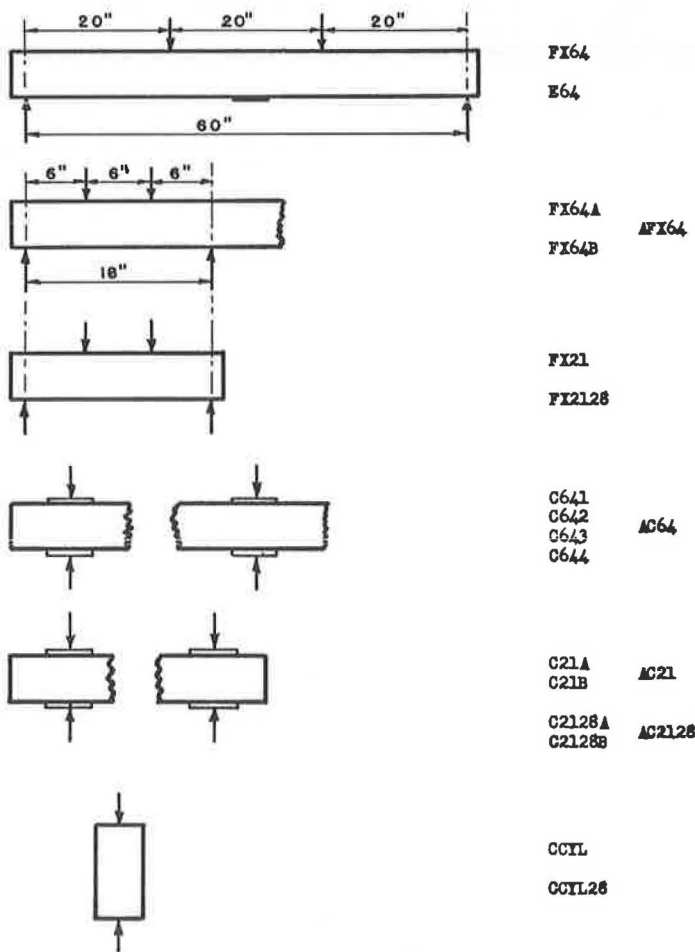 20" 20" 20"
FX64
E64
60"
6" 6" 6"
FX64A
AFX64
FX64B
18"
FX21
FX2128
C641
C642
C643
C644
AC64
C21A
C21B
AC21
C2128A
C2128B
AC2128
CCYL
CCYL28